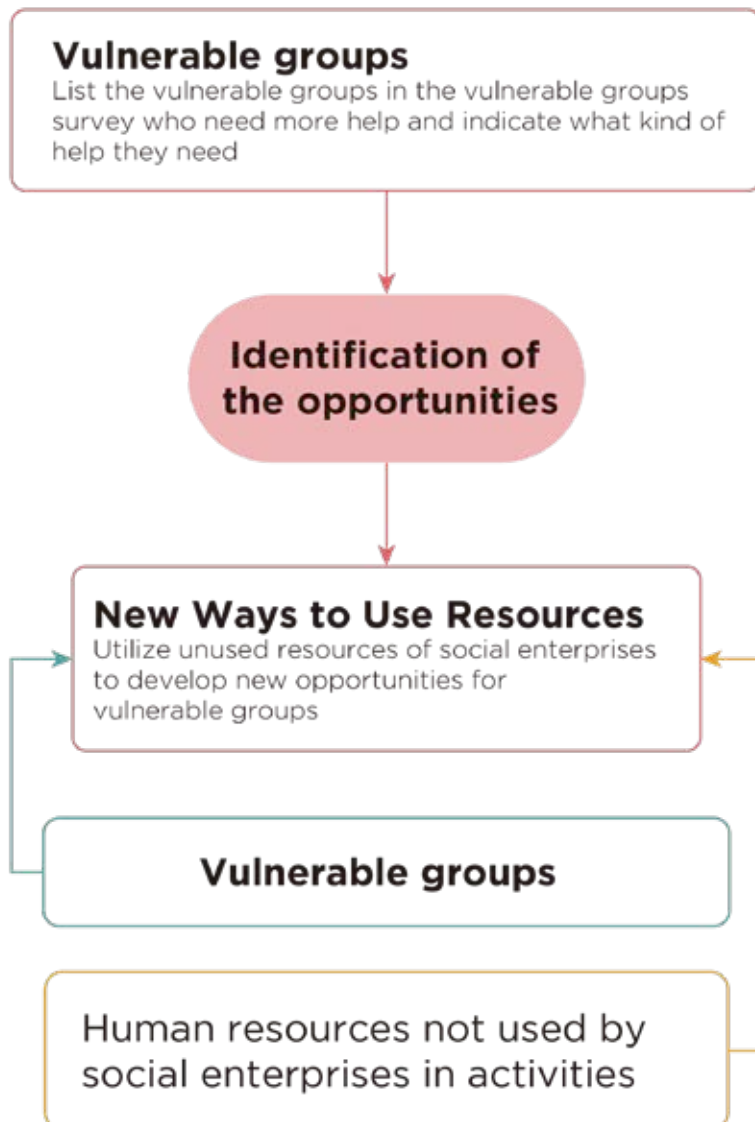 Vulnerable groups
List the vulnerable groups in the vulnerable groups
survey who need more help and indicate what kind of
help they need
Identification of
the opportunities
New Ways to Use Resources
Utilize unused resources of social enterprises
to develop new opportunities for
vulnerable groups
Vulnerable groups
Human resources not used by
social enterprises in activities